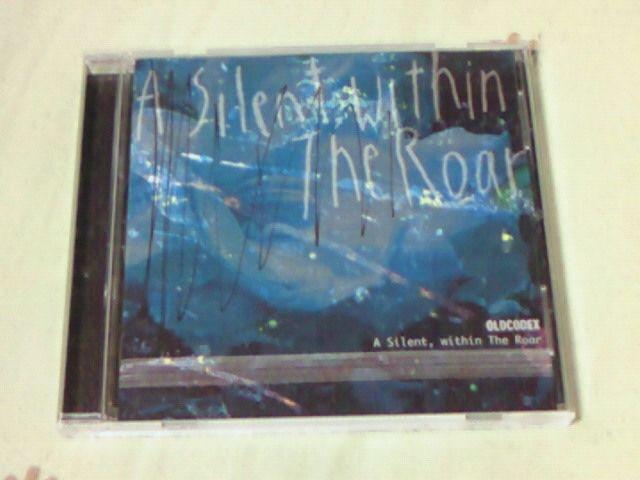 A Silent within
The Roar
OLDCODEX
A Silent, within The Roar